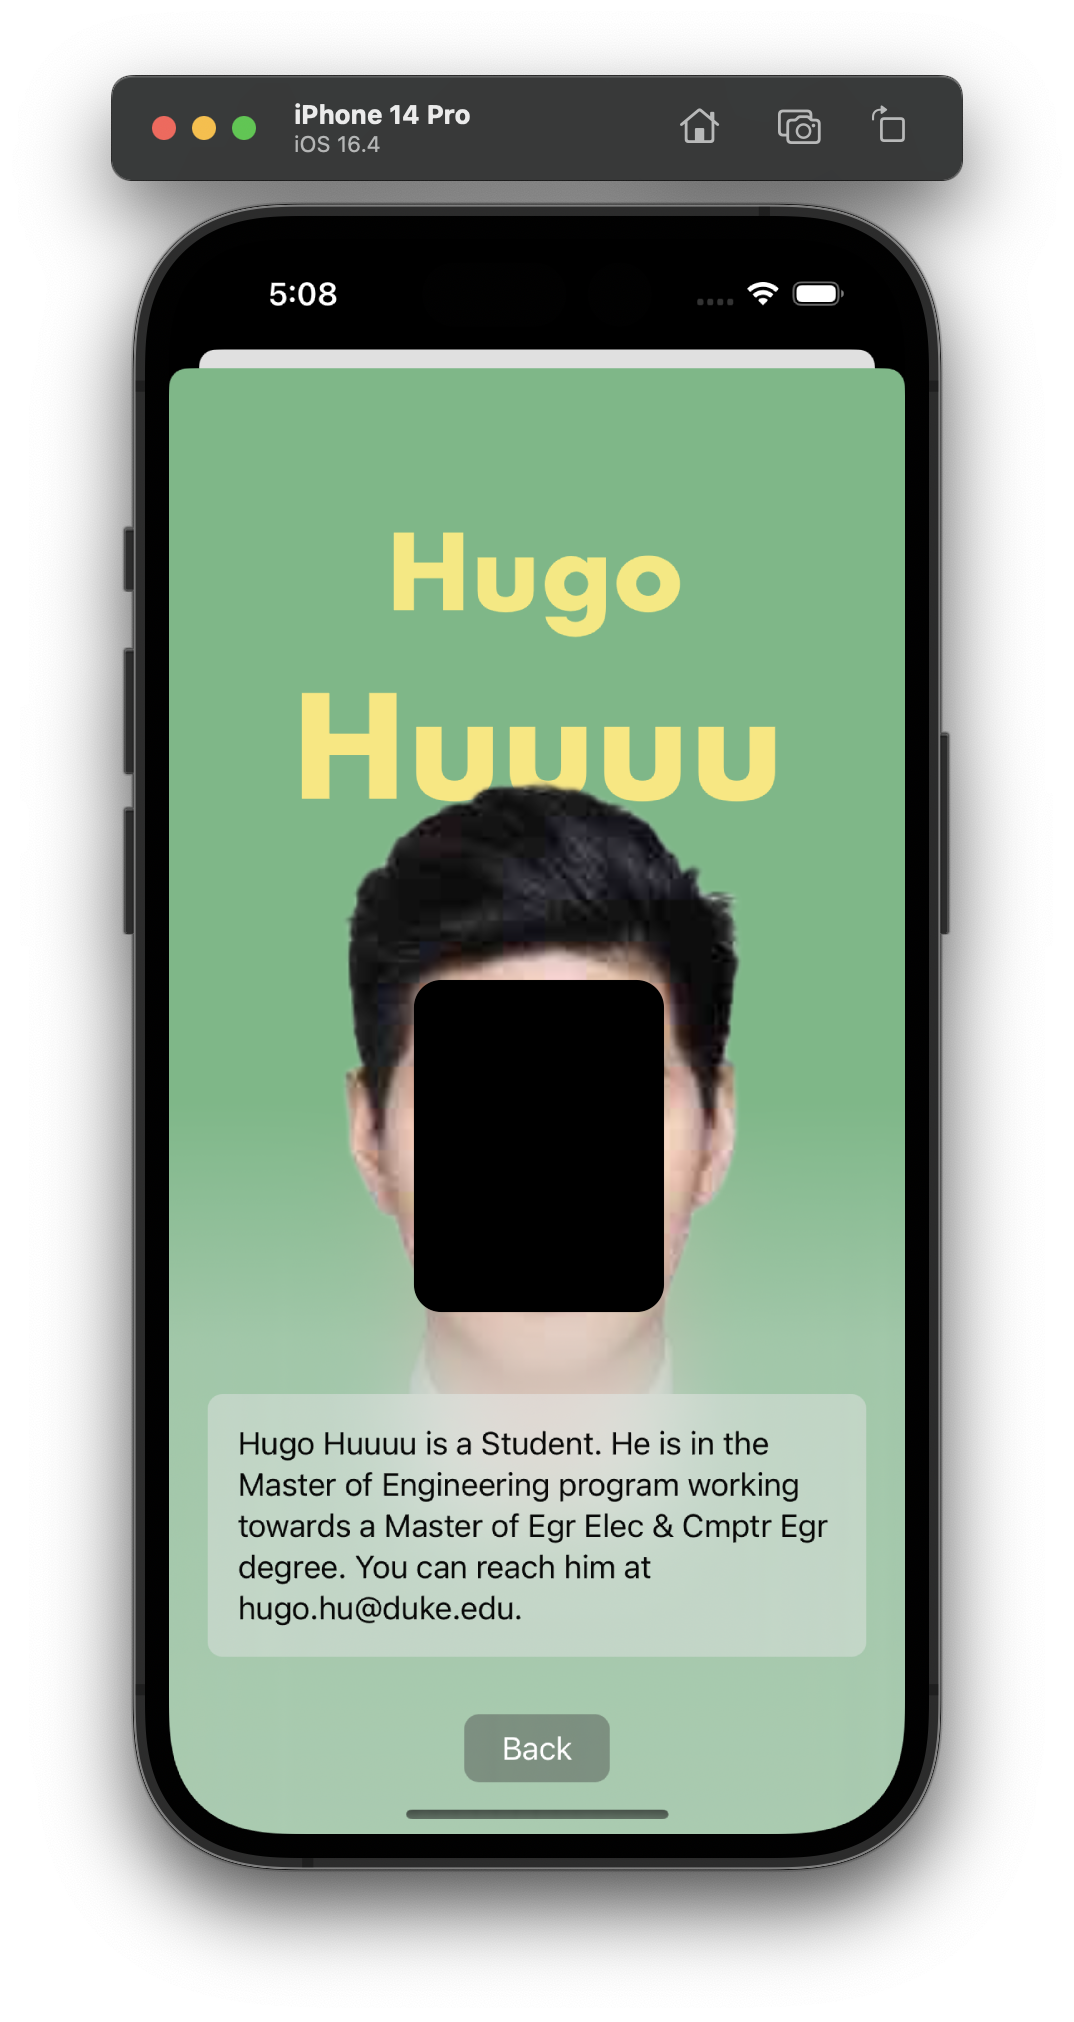 iPhone 14 Pro
iOS 16.4
5:08
Hugo
Huuuu
Hugo Huuuu is a Student. He is in the
Master of Engineering program working
towards a Master of Egr Elec & Cmptr Egr
degree. You can reach him at
hugo.hu@duke.edu.
Back